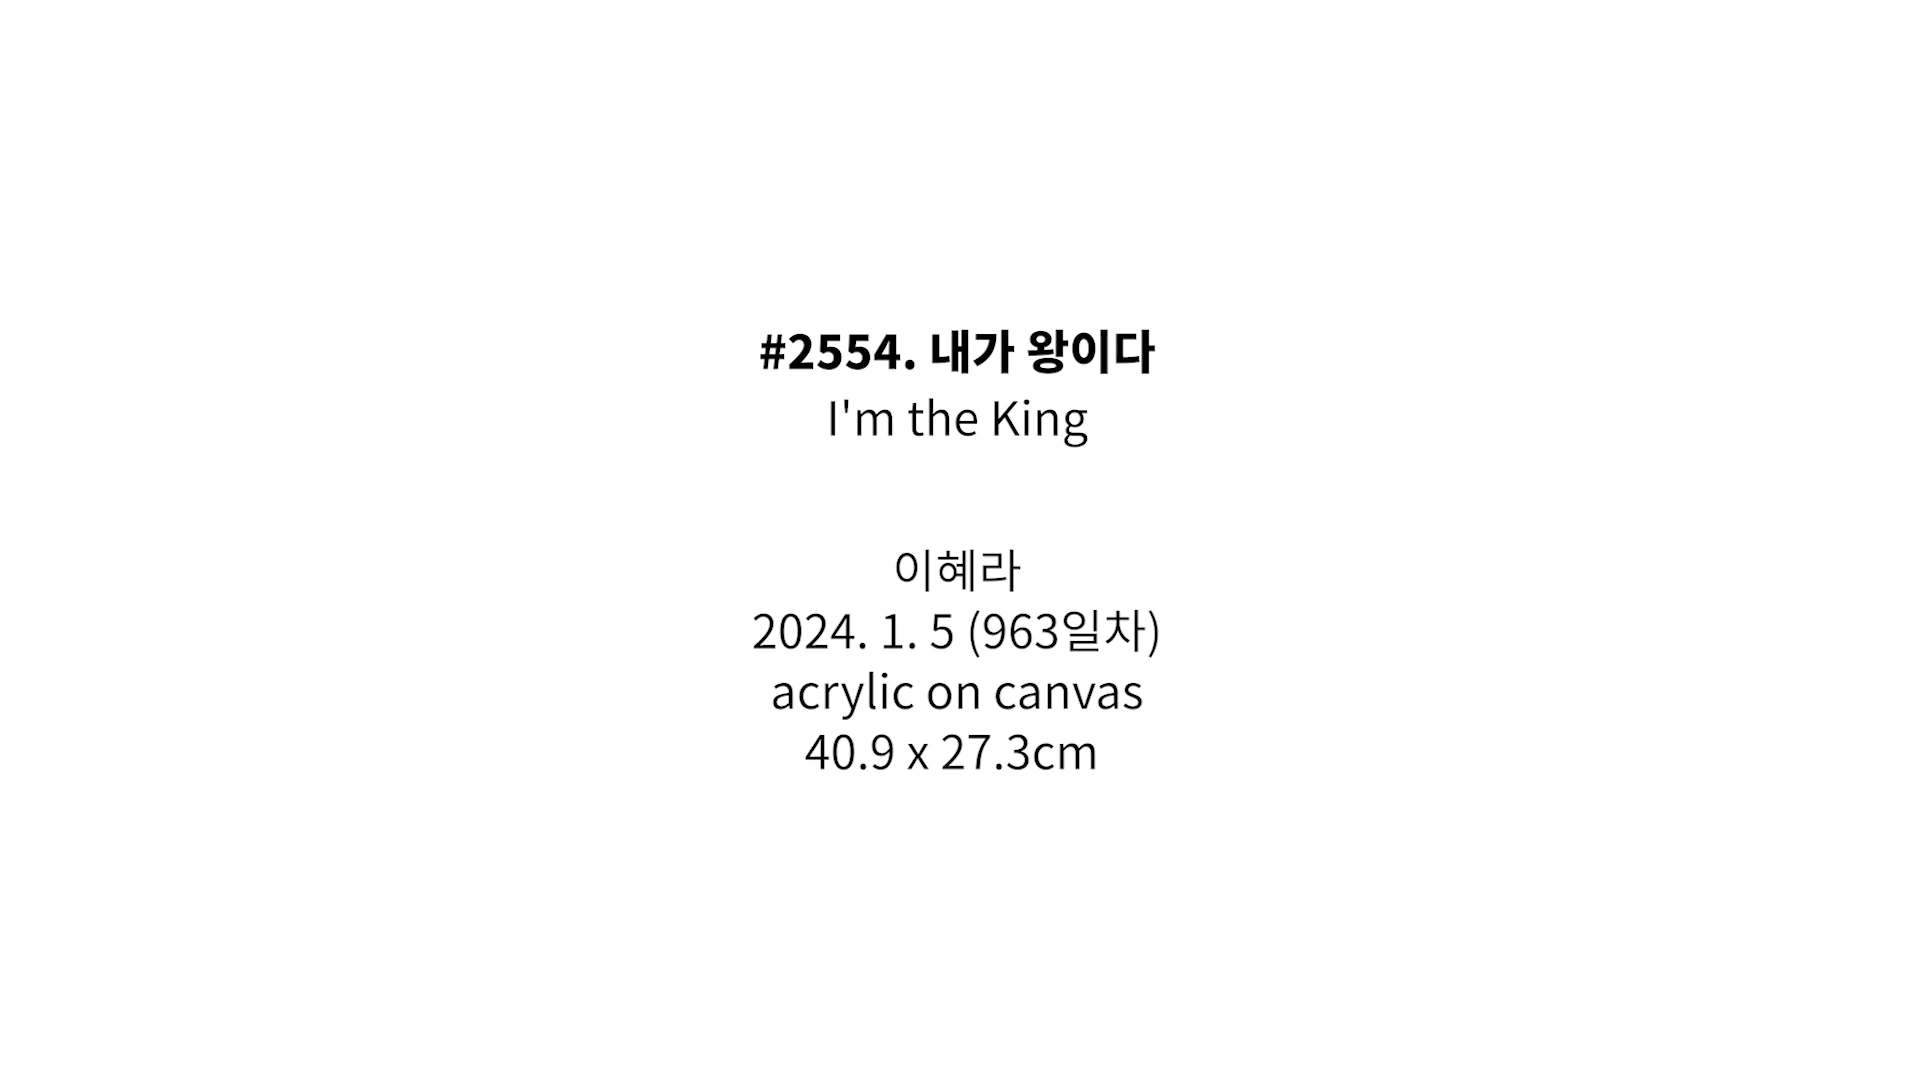 #2554. 내가 왕이다
I'm the King
이혜라
2024. 1. 5 (963일차)
acrylic on canvas
40.9 x 27.3cm